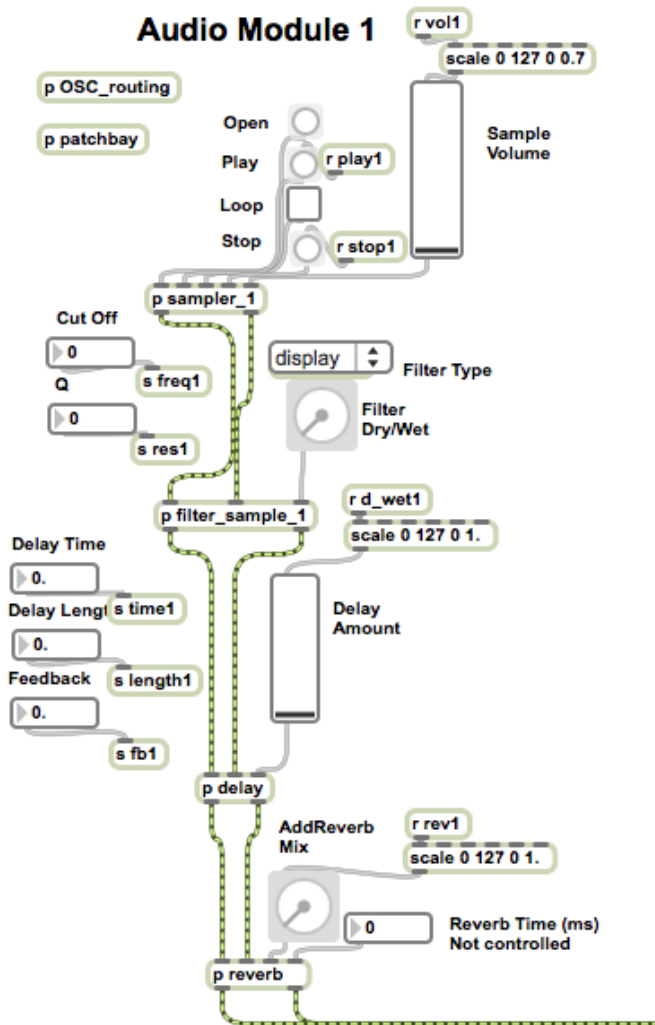 Audio Module 1
r vol1
scale 0 127 0 0.7
p OSC_routing
p patchbay
Open
Play
r play1
Loop
Stop
r stop1
Sample
Volume
p sampler_1
Cut Off
0
s freq1
Q
0
s res1
display
Filter Type
Filter
Dry/Wet
p filter_sample_1
r d_wet1
scale 0 127 0 1.
Delay Time
0.
s time1
Delay Lengt
0.
s length1
Feedback
0.
s fb1
Delay
Amount
p delay
AddReverb
Mix
r rev1
scale 0 127 0 1.
0
Reverb Time (ms)
Not controlled
p reverb